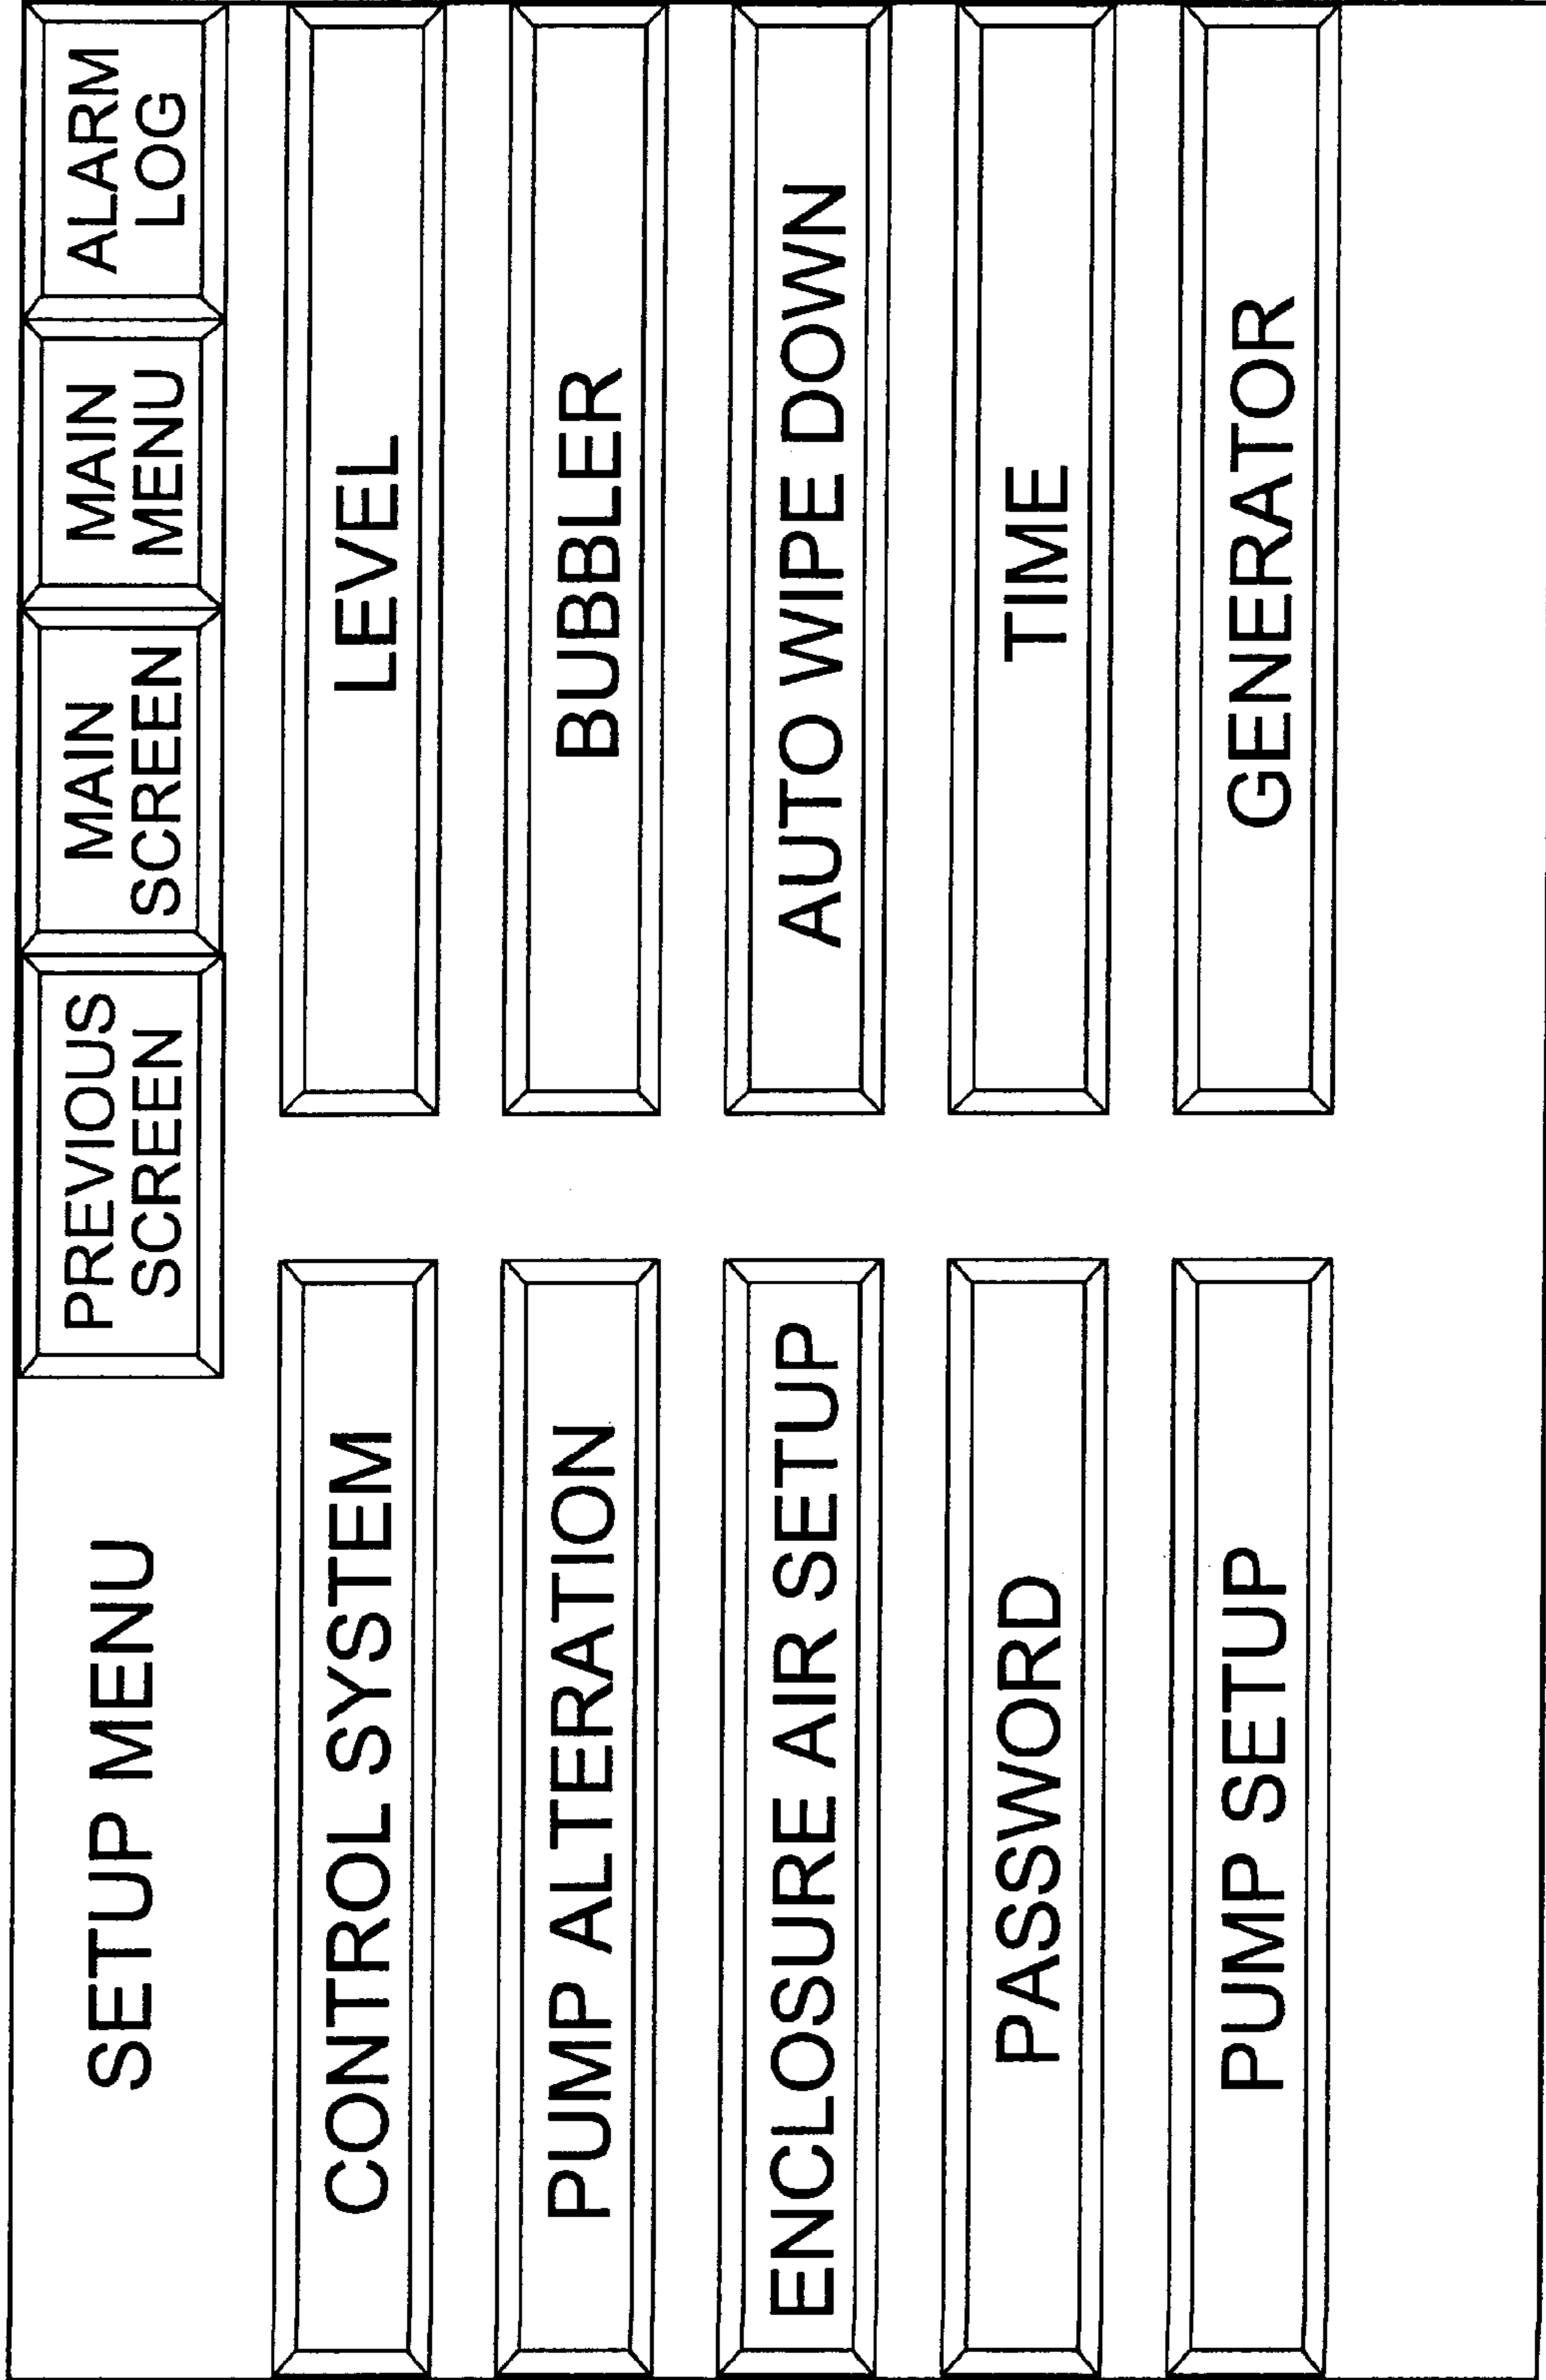 SETUP MENU
PREVIOUS
SCREEN
MAIN
SCREEN
MAIN
MENU
ALARM
LOG
CONTROL SYSTEM
LEVEL
PUMP ALTERATION
BUBBLER
ENCLOSURE AIR SETUP
AUTO WIPE DOWN
PASSWORD
TIME
PUMP SETUP
GENERATOR